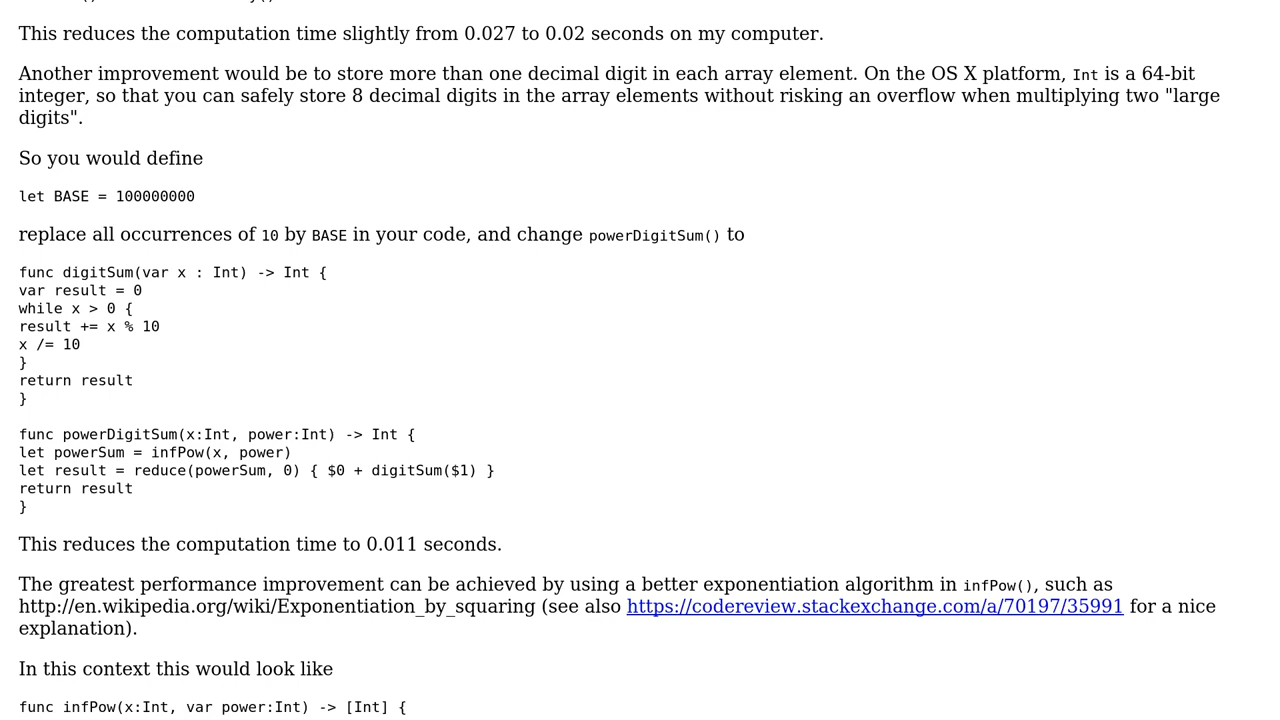 This reduces the computation time slightly from 0.027 to 0.02 seconds on my computer.
Another improvement would be to store more than one decimal digit in each array element. On the OS X platform, Int is a 64-bit
integer, so that you can safely store 8 decimal digits in the array elements without risking an overflow when multiplying two "large
digits".
So you would define
let BASE = 100000000
replace all occurrences of 10 by BASE in your code, and change powerDigitSum() to
func digitSum(var x : Int) -> Int {
var result = 0
while x > 0 {
result += x % 10
x /= 10
}
return result
}
func powerDigitSum(x:Int, power:Int) -> Int {
let powerSum = infPow(x, power)
let result = reduce(powerSum, 0) { $0 + digitSum($1) }
return result
}
This reduces the computation time to 0.011 seconds.
The greatest performance improvement can be achieved by using a better exponentiation algorithm in infPow(), such as
http://en.wikipedia.org/wiki/Exponentiation_by_squaring (see also https://codereview.stackexchange.com/a/70197/35991 for a nice
explanation).
In this context this would look like
func infPow(x:Int, var power:Int) -> [Int] {